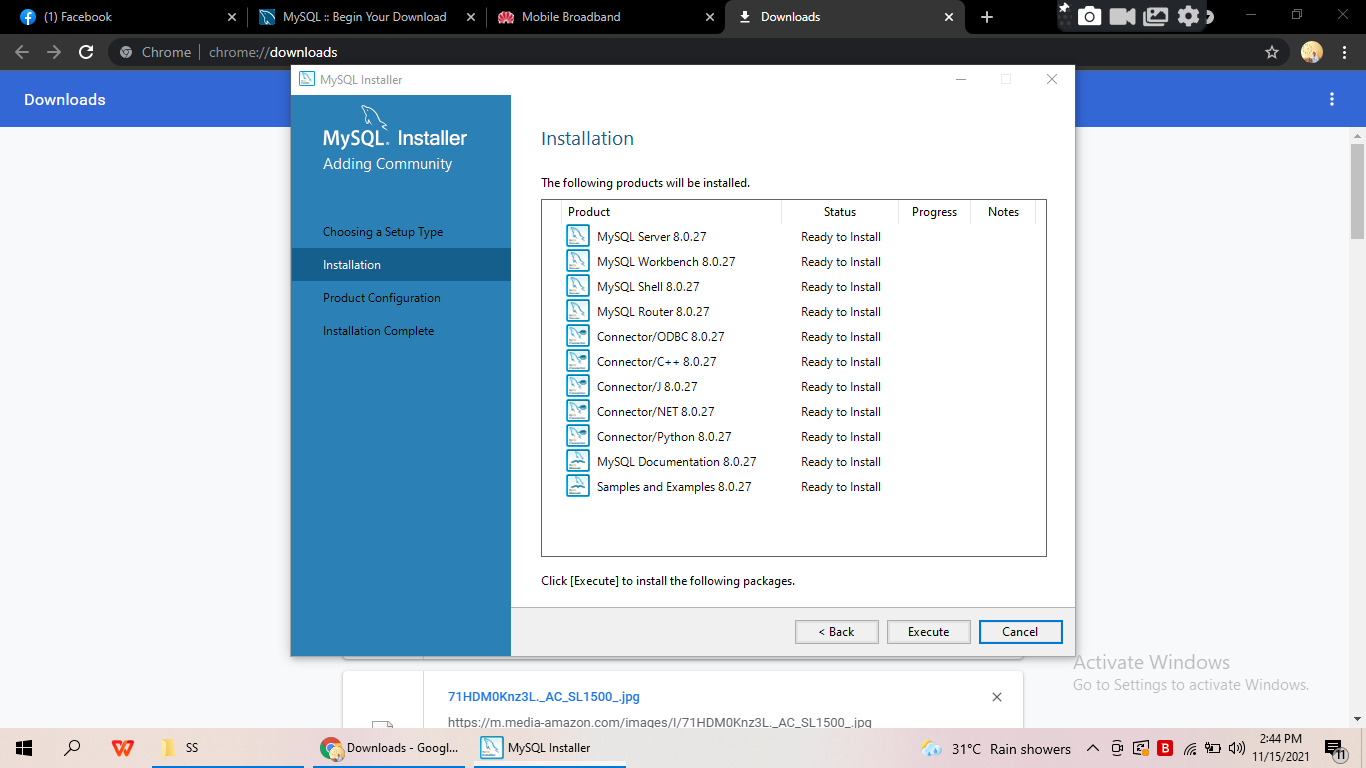 (1) Facebook
MySQL :: Begin Your Download
Mobile Broadband
Downloads
Chrome
chrome://downloads
Downloads
MySQL Installer
MySQL. Installer
Adding Community
Choosing a Setup Type
Installation
Product Configuration
Installation Complete
Installation
The following products will be installed.
Product Status Progress Notes
MySQL Server 8.0.27 Ready to Install
MySQL Workbench 8.0.27 Ready to Install
MySQL Shell 8.0.27 Ready to Install
MySQL Router 8.0.27 Ready to Install
Connector/ODBC 8.0.27 Ready to Install
Connector/C++ 8.0.27 Ready to Install
Connector/J 8.0.27 Ready to Install
Connector/NET 8.0.27 Ready to Install
Connector/Python 8.0.27 Ready to Install
MySQL Documentation 8.0.27 Ready to Install
Samples and Examples 8.0.27 Ready to Install
Click [Execute] to install the following packages.
< Back Execute Cancel
Activate Windows
Go to Settings to activate Windows.
71HDM0Knz3L._AC_SL1500_.jpg
https://m.media-amazon.com/images/I/71HDM0Knz3L._AC_SL1500_.jpg
SS
Downloads - Googl...
MySQL Installer
31°C Rain showers
B
2:44 PM
11/15/2021
11